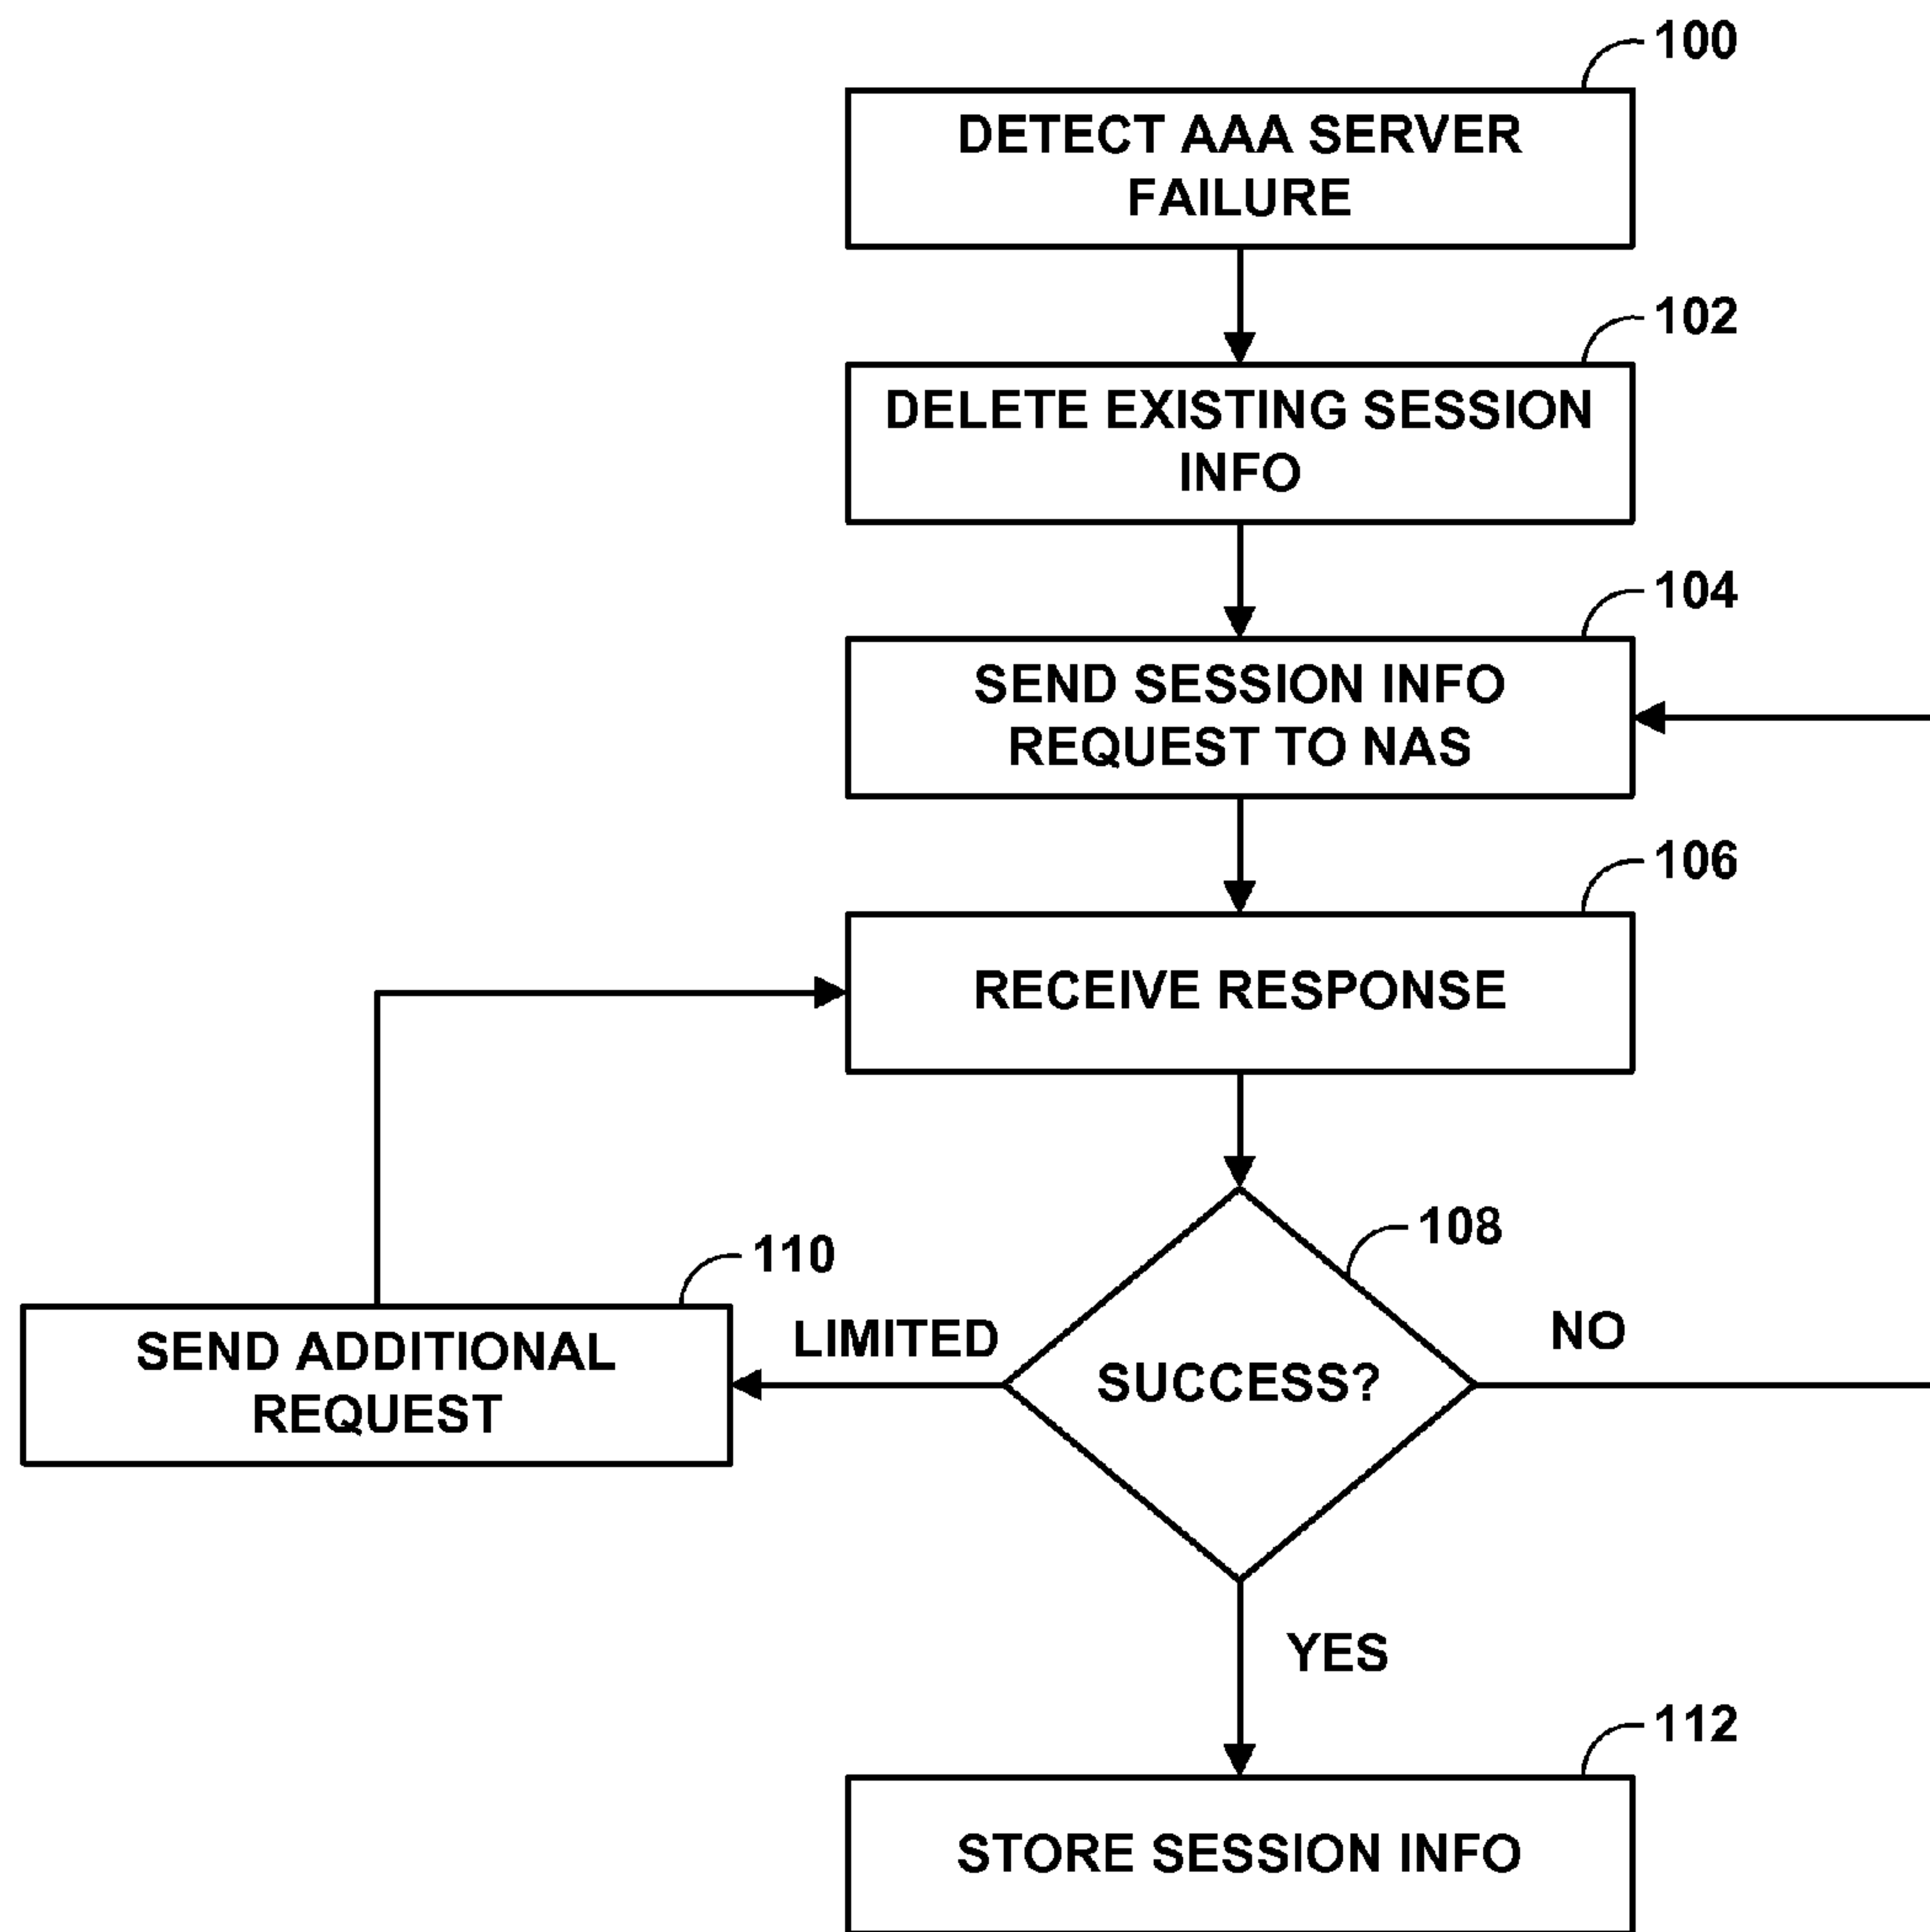 100
DETECT AAA SERVER
FAILURE
102
DELETE EXISTING SESSION
INFO
104
SEND SESSION INFO
REQUEST TO NAS
106
RECEIVE RESPONSE
108
110
SEND ADDITIONAL
REQUEST
LIMITED
SUCCESS?
NO
YES
112
STORE SESSION INFO